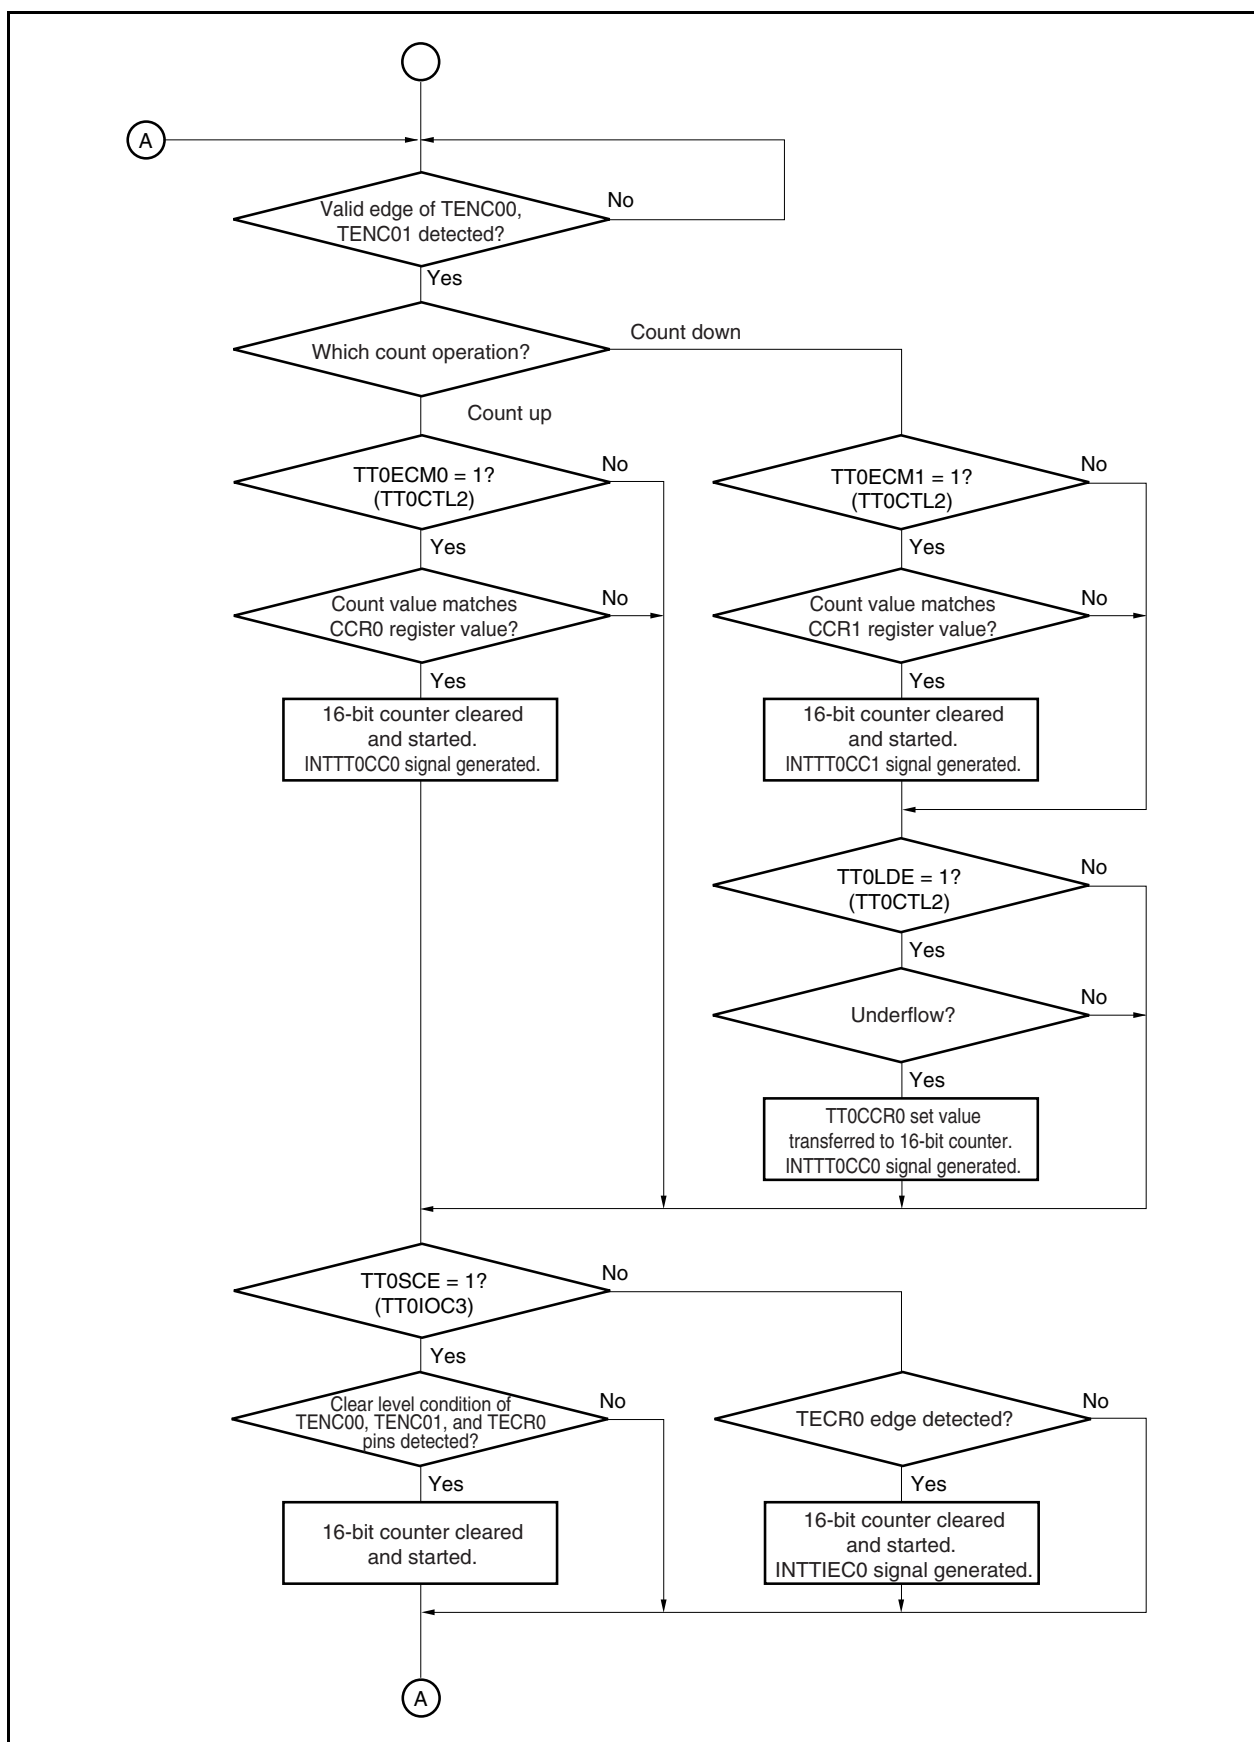 A
Valid edge of TENC00,
TENC01 detected?
No
Yes
Which count operation?
Count down
Count up
TT0ECM0 = 1?
(TT0CTL2)
No
TT0ECM1 = 1?
(TT0CTL2)
No
Yes
Yes
Count value matches
CCR0 register value?
No
Count value matches
CCR1 register value?
No
Yes
Yes
16-bit counter cleared
and started.
INTTT0CC0 signal generated.
16-bit counter cleared
and started.
INTTT0CC1 signal generated.
TT0LDE = 1?
(TT0CTL2)
No
Yes
Underflow?
No
Yes
TT0CCR0 set value
transferred to 16-bit counter.
INTTT0CC0 signal generated.
TT0SCE = 1?
(TT0IOC3)
No
Yes
Clear level condition of
TENC00, TENC01, and TECR0
pins detected?
No
TECR0 edge detected?
No
Yes
Yes
16-bit counter cleared
and started.
16-bit counter cleared
and started.
INTTIEC0 signal generated.
A